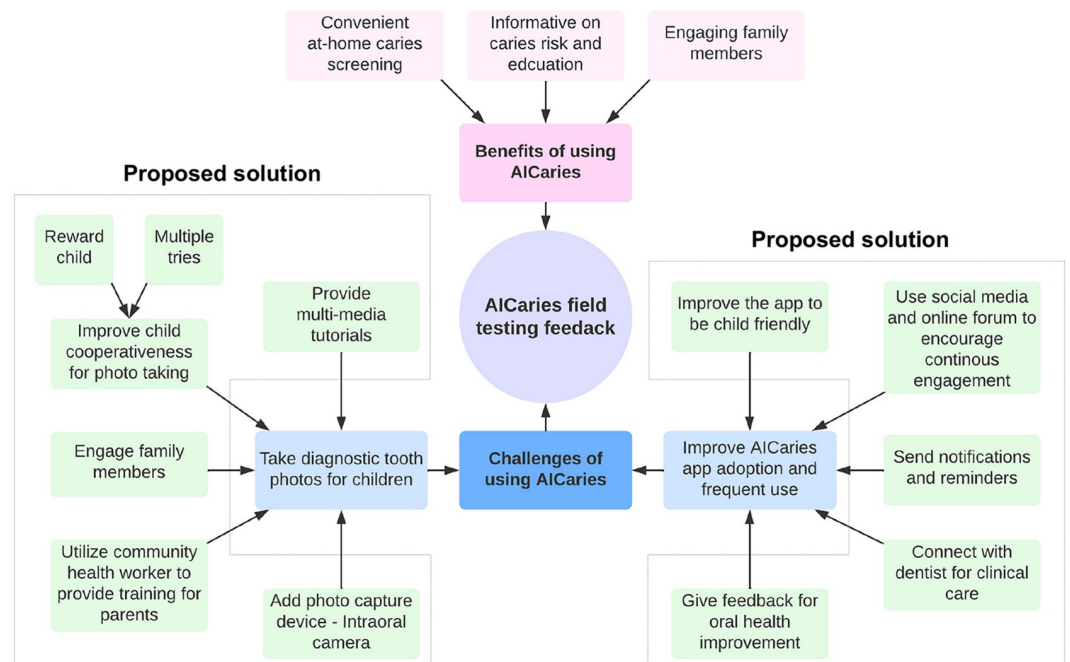 Convenient
at-home caries
screening
Informative on
caries risk and
edcuation
Engaging family
members
Benefits of using
AICaries
Proposed solution
Reward
child
Multiple
tries
Improve child
cooperativeness
for photo taking
Provide
multi-media
tutorials
Engage family
members
Take diagnostic tooth
photos for children
Utilize community
health worker to
provide training for
parents
Add photo capture
device - Intraoral
camera
AICaries field
testing feedack
Challenges of
using AICaries
Proposed solution
Improve the app to
be child friendly
Use social media
and online forum to
encourage
continous
engagement
Improve AICaries
app adoption and
frequent use
Send notifications
and reminders
Connect with
dentist for clinical
care
Give feedback for
oral health
improvement